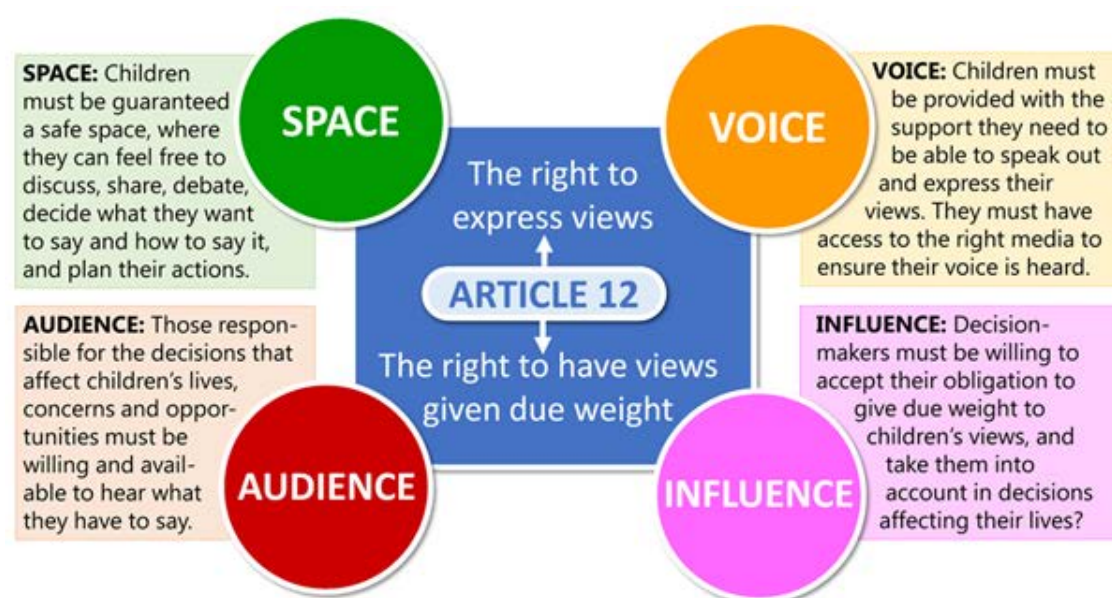 SPACE: Children
must be guaranteed
a safe space, where
they can feel free to
discuss, share, debate,
decide what they want
to say and how to say it,
and plan their actions.
SPACE
VOICE
VOICE: Children must
be provided with the
support they need to
be able to speak out
and express their
views. They must have
access to the right media to
ensure their voice is heard.
The right to
express views
ARTICLE 12
The right to have views
given due weight
AUDIENCE: Those respon-
sible for the decisions that
affect children’s lives,
concerns and oppor-
tunities must be
willing and avail-
able to hear what
they have to say.
AUDIENCE
INFLUENCE
INFLUENCE: Decision-
makers must be willing to
accept their obligation to
give due weight to
children’s views, and
take them into
account in decisions
affecting their lives?